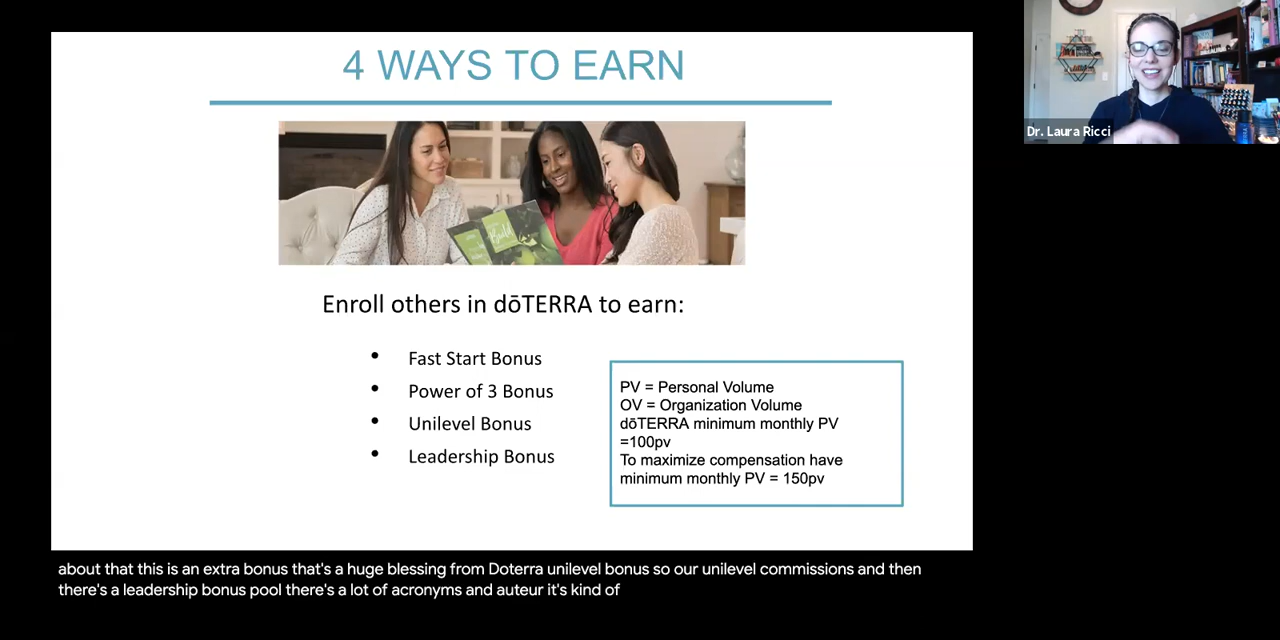 4 WAYS TO EARN
Dr. Laura Ricci
Build
Enroll others in dōTERRA to earn:
• Fast Start Bonus
• Power of 3 Bonus
• Unilevel Bonus
• Leadership Bonus
PV = Personal Volume
OV = Organization Volume
dōTERRA minimum monthly PV
=100pv
To maximize compensation have
minimum monthly PV = 150pv
about that this is an extra bonus that's a huge blessing from Doterra unilevel bonus so our unilevel commissions and then
there's a leadership bonus pool there's a lot of acronyms and auteur it's kind of